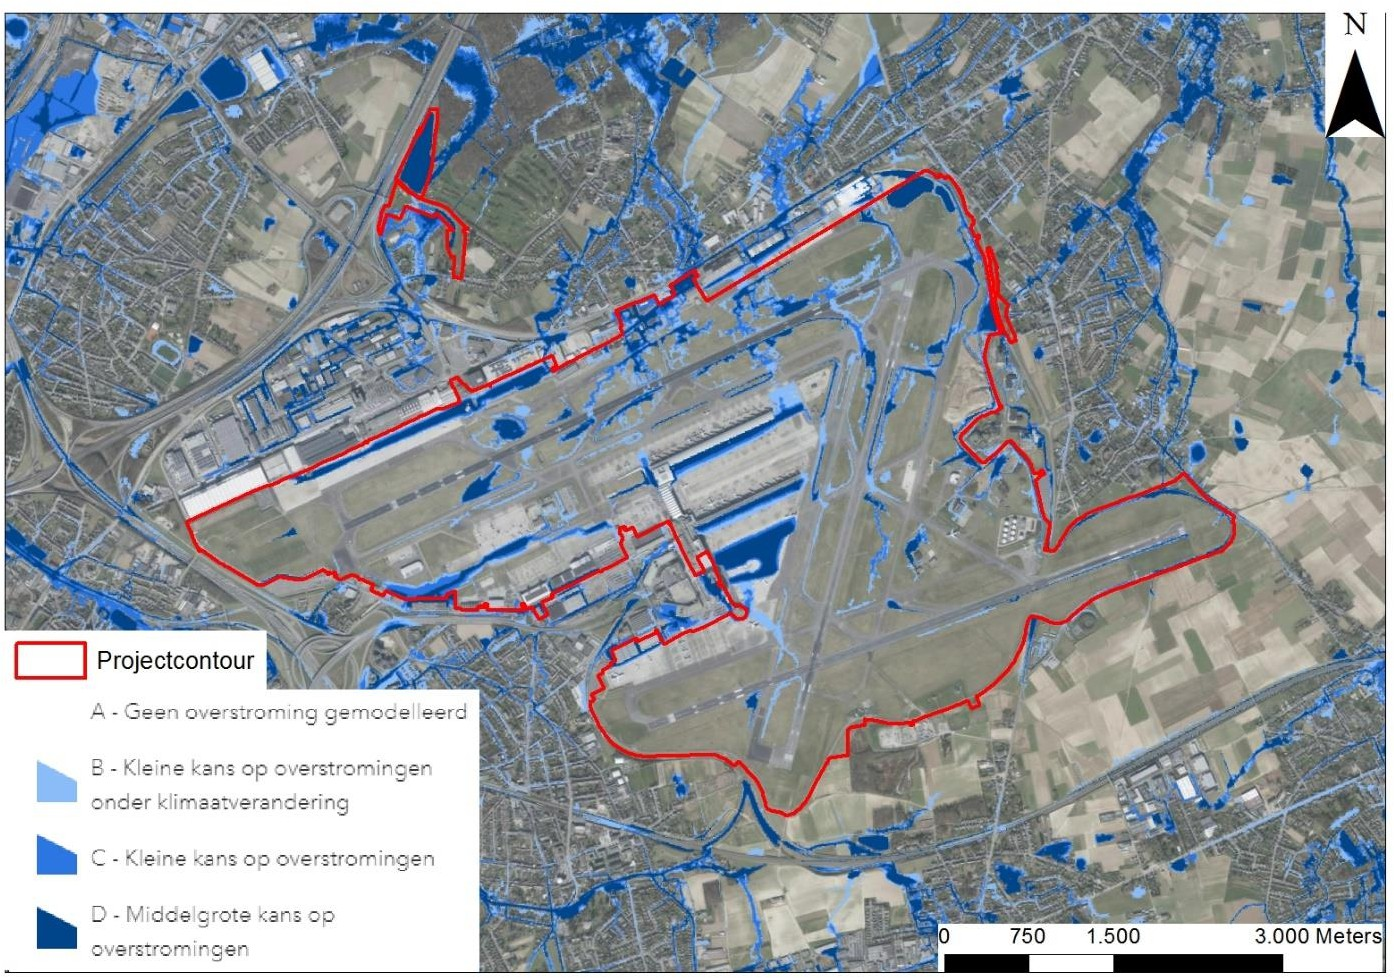 N
Projectcontour
A - Geen overstroming gemodelleerd
B - Kleine kans op overstromingen
onder klimaatverandering
C - Kleine kans op overstromingen
D - Middelgrote kans op
overstromingen
0 750 1.500 3.000 Meters